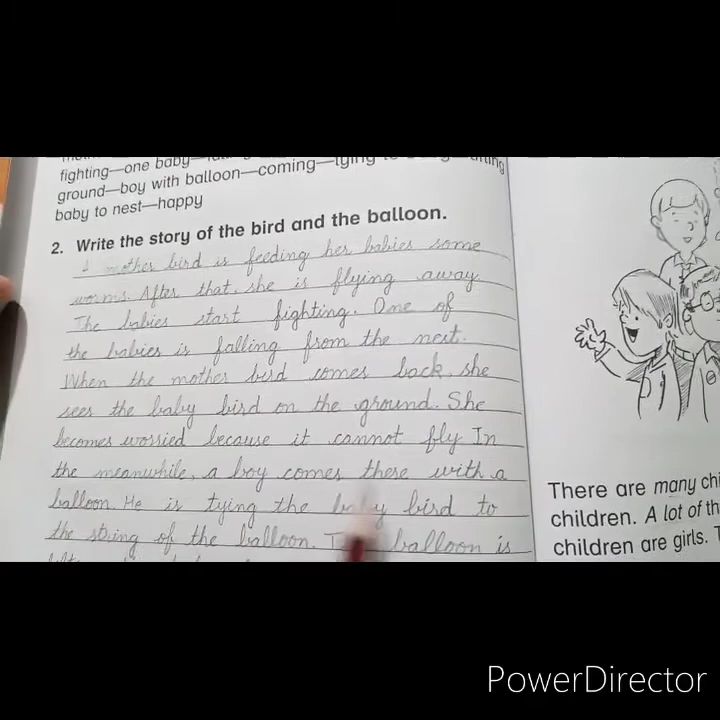 fighting—one baby
ground—boy with balloon—coming—tying
baby to nest—happy
2. Write the story of the bird and the balloon.
A mother bird is feeding her babies some
worms. After that, she is flying away.
The babies start fighting. One of
the babies is falling from the nest.
When the mother bird comes back, she
sees the baby bird on the ground. She
becomes worried because it cannot fly In
the meanwhile, a boy comes there with a
balloon. He is tying the baby bird to
the string of the balloon. The balloon is
There are many
children. A lot of
children are girls.
PowerDirector